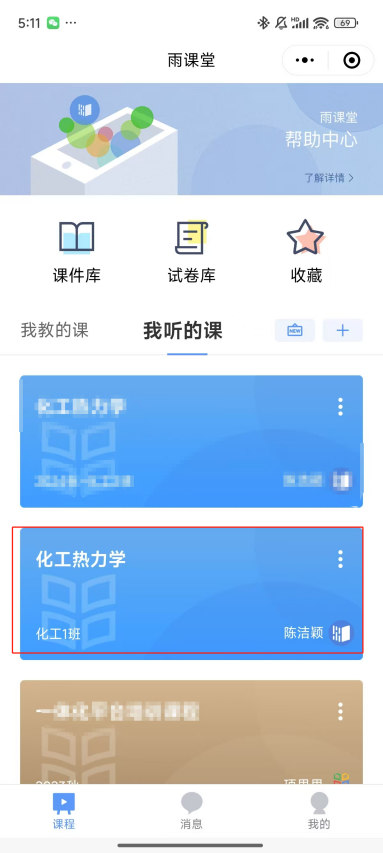 5:11
HD
69
雨课堂
雨课堂
帮助中心
了解详情 >
课件库
试卷库
收藏
我教的课
我听的课
NEW
化工热力学
化工1班
陈洁颖
课程
消息
我的